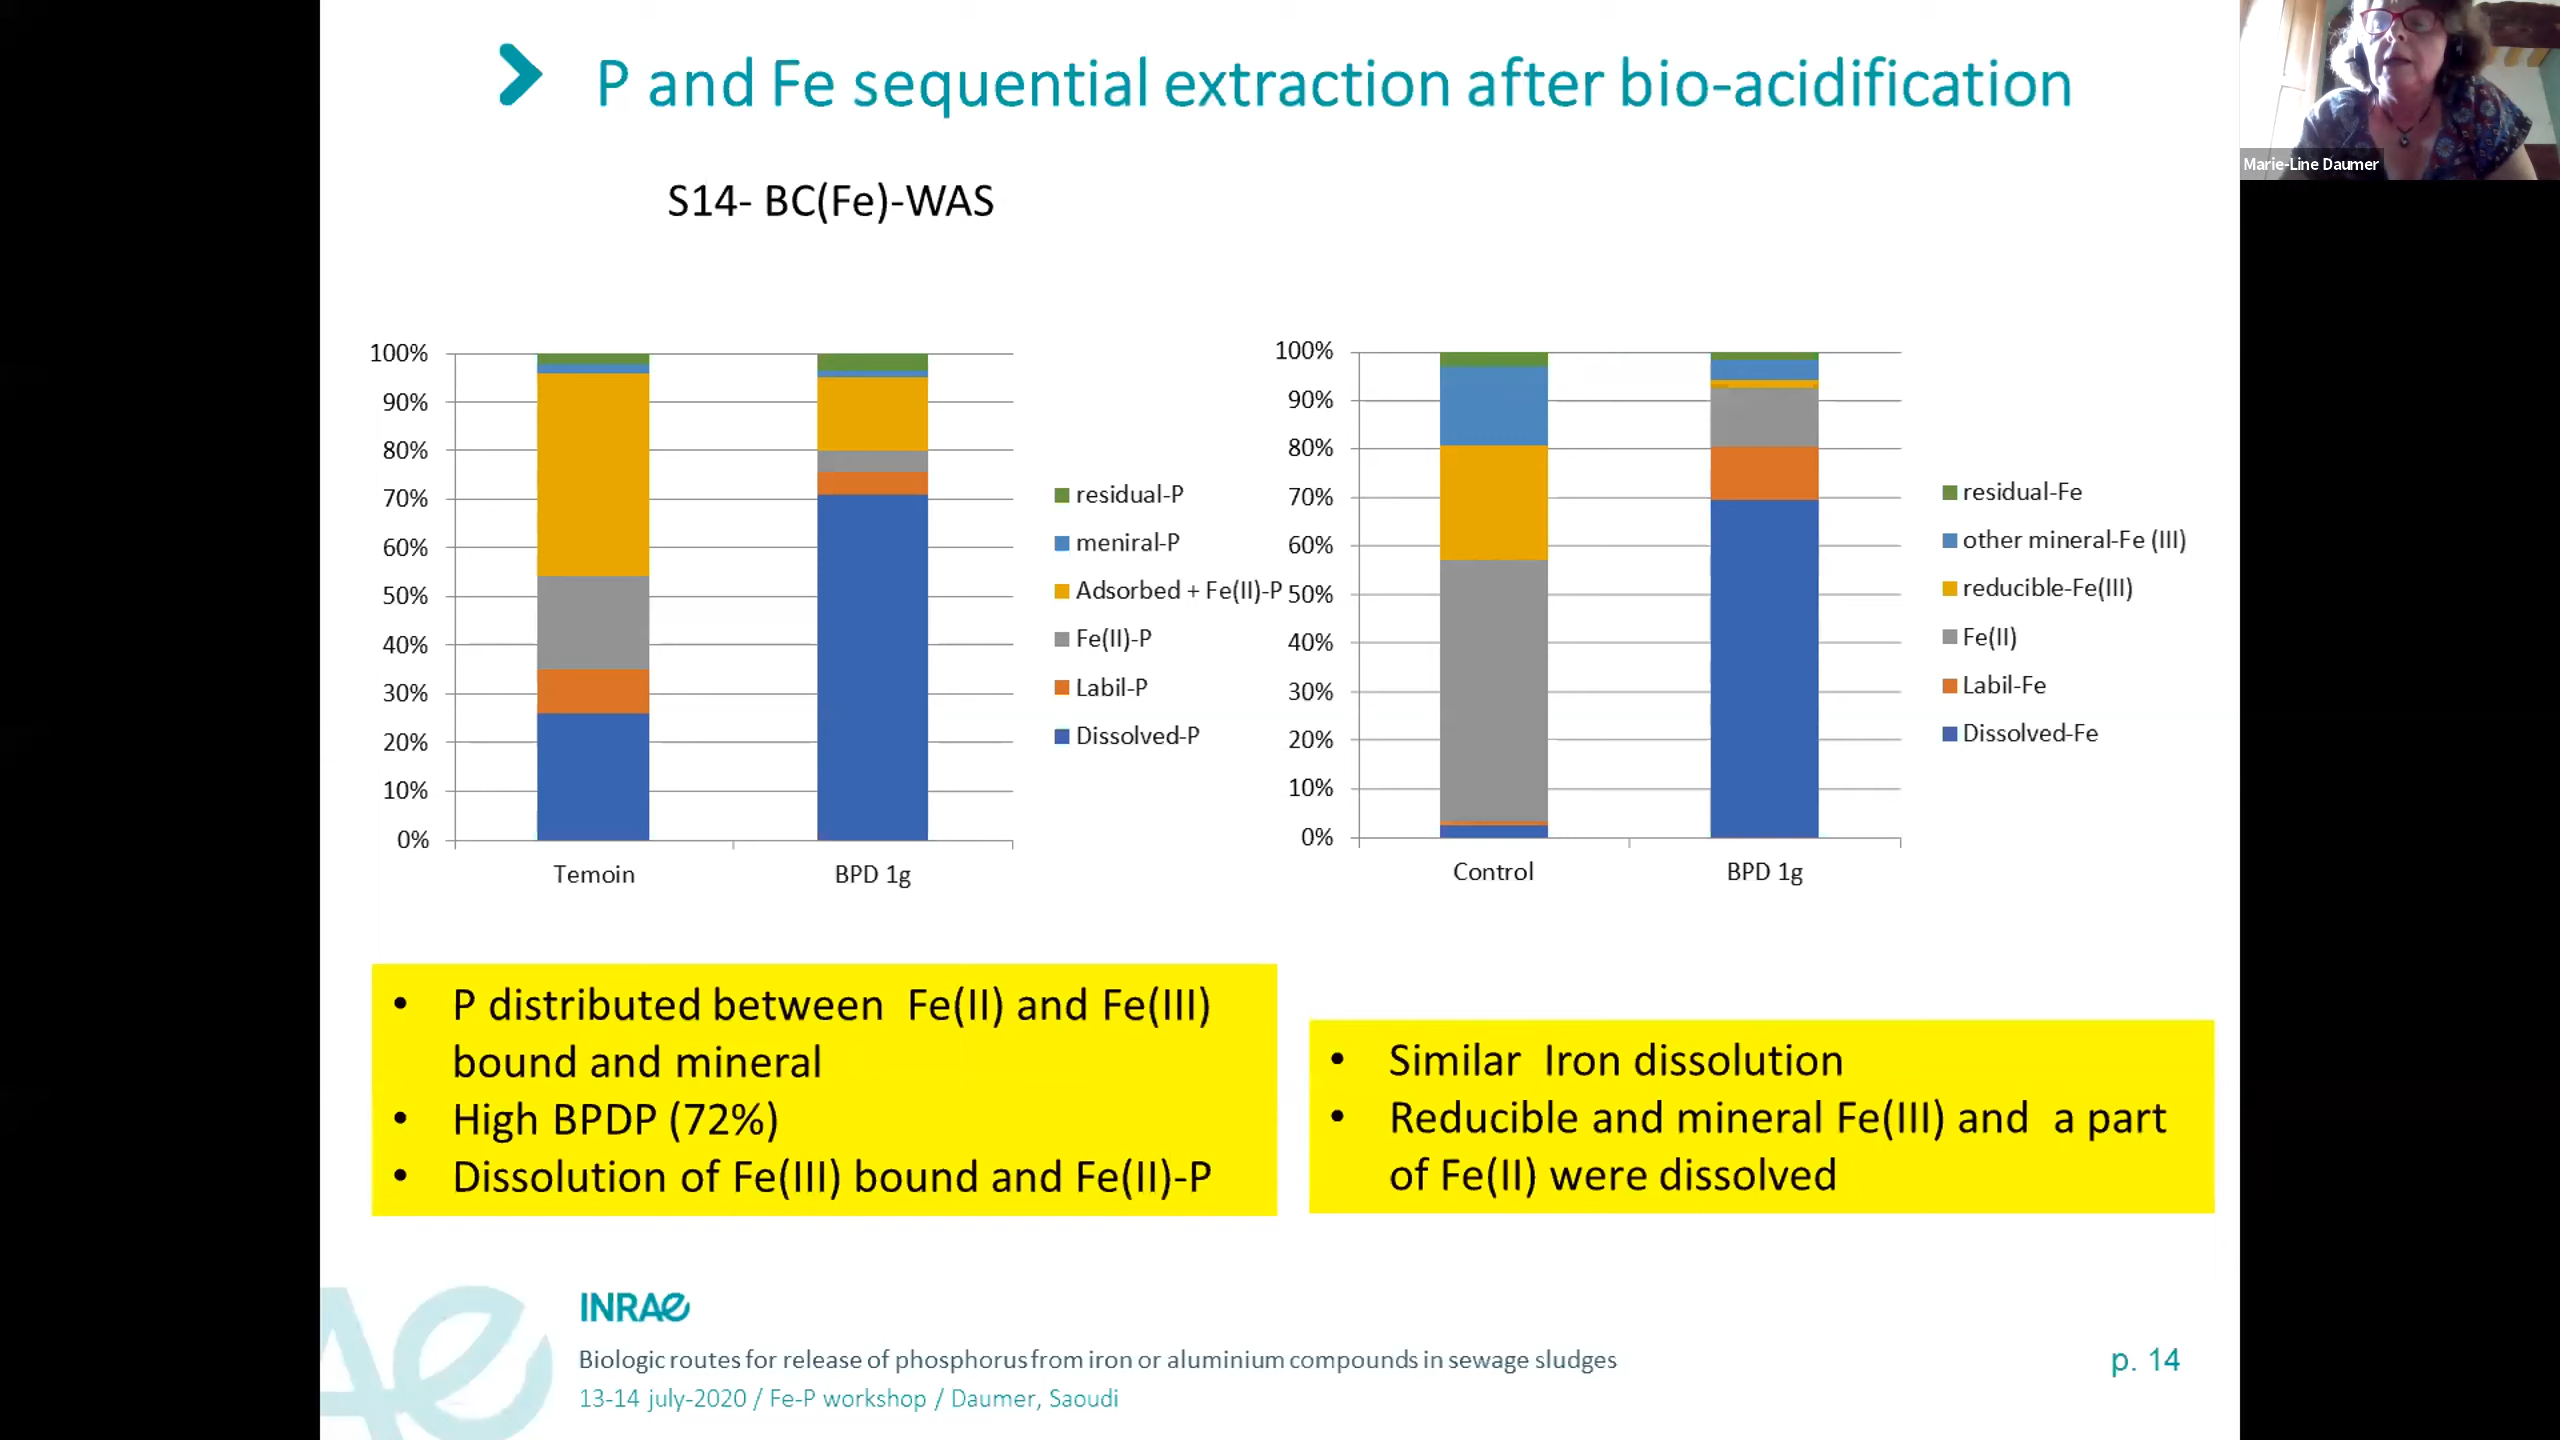 P and Fe sequential extraction after bio-acidification
Marie-Line Daumer
S14- BC(Fe)-WAS
100%
90%
80%
70%
60%
50%
40%
30%
20%
10%
0%
Temoin
BPD 1g
residual-P
meniral-P
Adsorbed + Fe(II)-P
Fe(II)-P
Labil-P
Dissolved-P
100%
90%
80%
70%
60%
50%
40%
30%
20%
10%
0%
Control
BPD 1g
residual-Fe
other mineral-Fe (III)
reducible-Fe(III)
Fe(II)
Labil-Fe
Dissolved-Fe
• P distributed between Fe(II) and Fe(III)
bound and mineral
• High BPDP (72%)
• Dissolution of Fe(III) bound and Fe(II)-P
• Similar Iron dissolution
• Reducible and mineral Fe(III) and a part
of Fe(II) were dissolved
INRAE
Biologic routes for release of phosphorus from iron or aluminium compounds in sewage sludges
13-14 july-2020 / Fe-P workshop / Daumer, Saoudi
p. 14